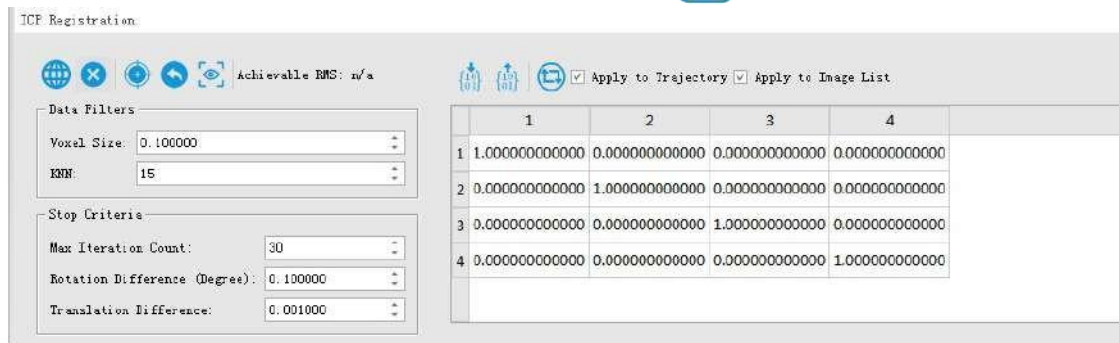 ICP Registration
Achievable RMS: n/a
Data Filters
Voxel Size: 0.100000
KNN: 15
Stop Criteria
Max Iteration Count: 30
Rotation Difference (Degree): 0.100000
Translation Difference: 0.001000
Apply to Trajectory Apply to Image List
1 2 3 4
1 1.000000000000 0.000000000000 0.000000000000 0.000000000000
2 0.000000000000 1.000000000000 0.000000000000 0.000000000000
3 0.000000000000 0.000000000000 1.000000000000 0.000000000000
4 0.000000000000 0.000000000000 0.000000000000 1.000000000000